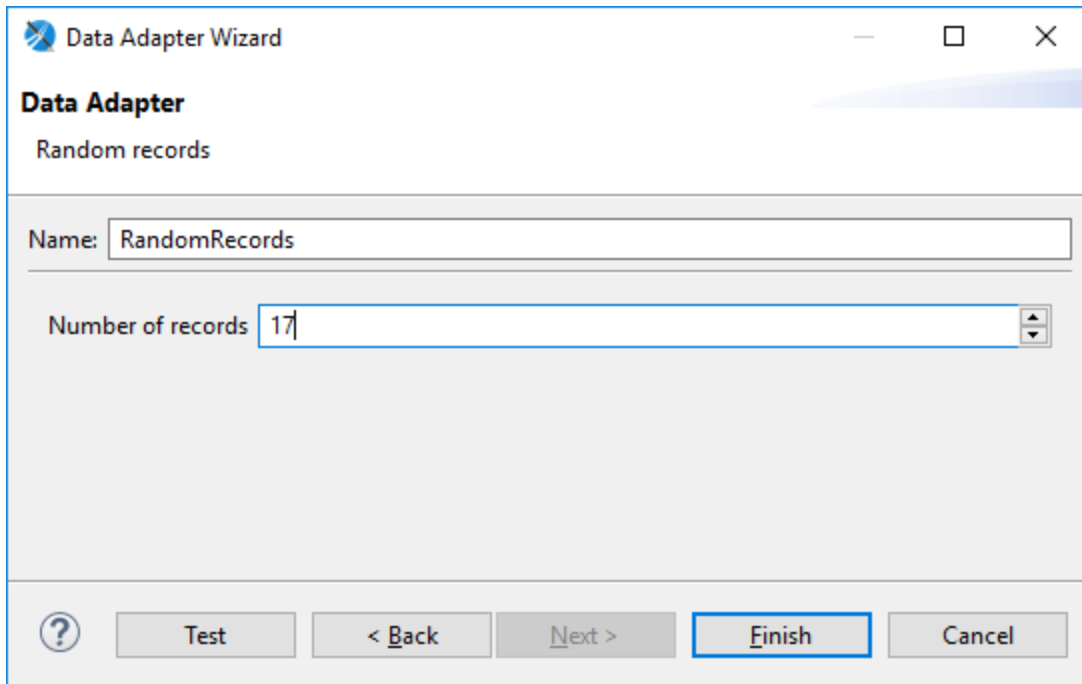 Data Adapter Wizard
Data Adapter
Random records
Name: RandomRecords
Number of records 17
? Test < Back Next > Finish Cancel